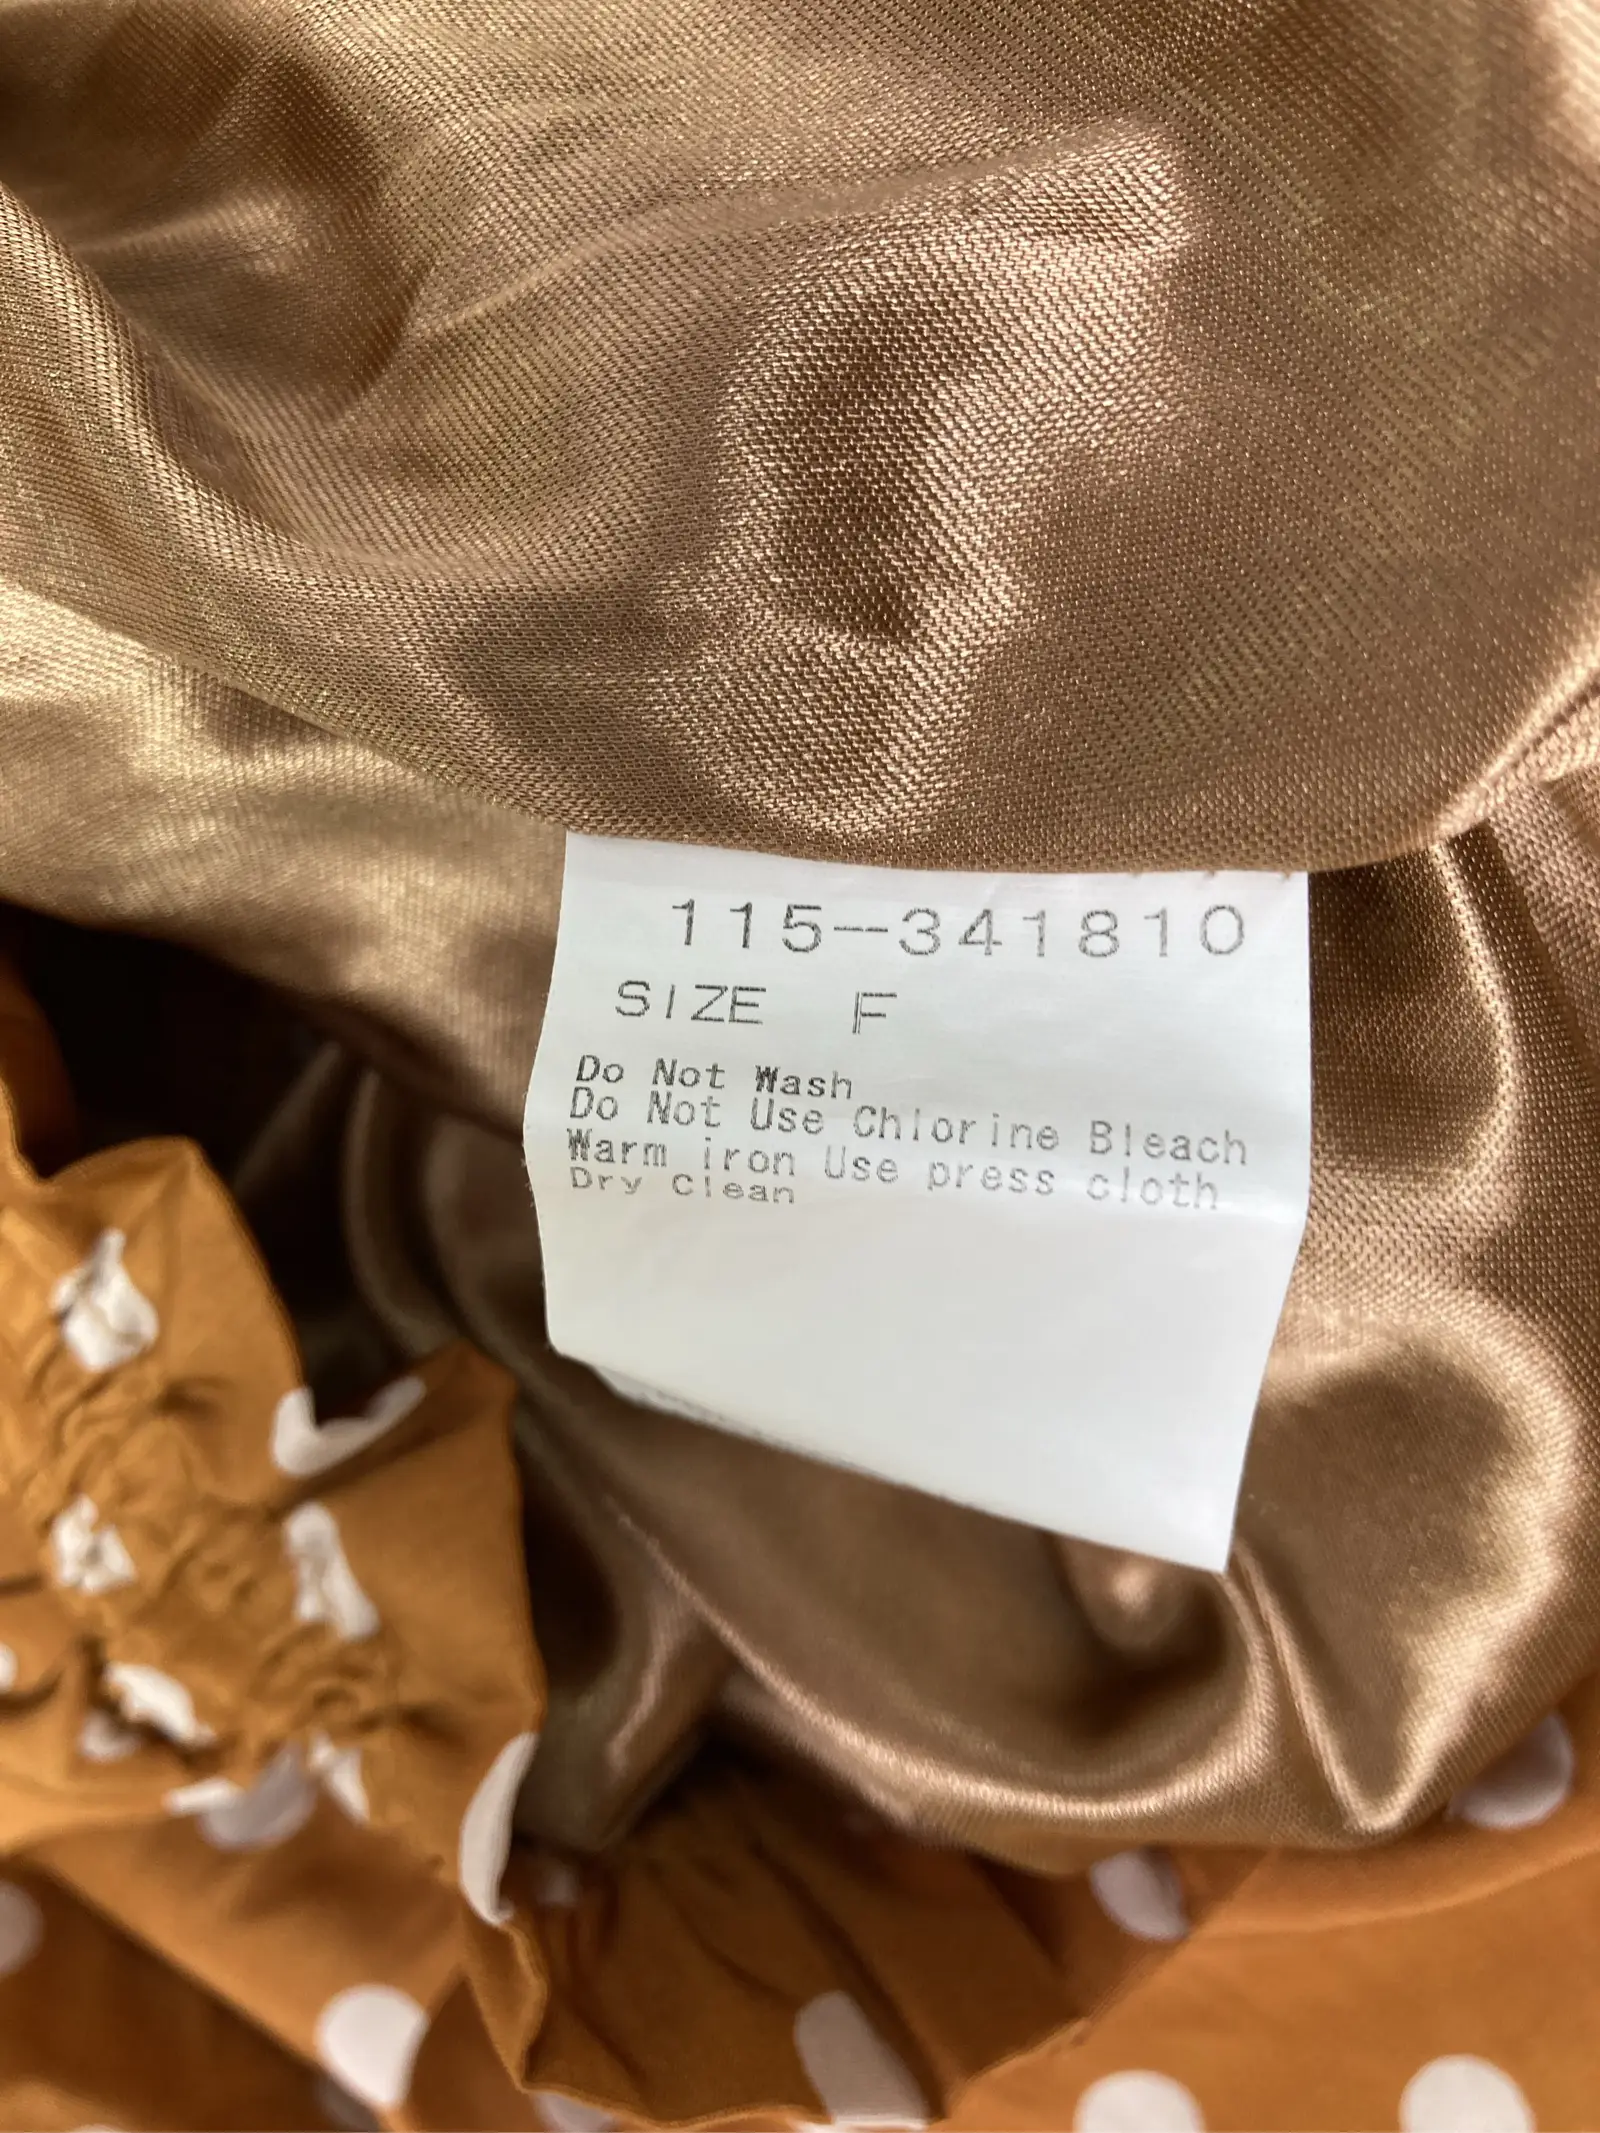 115-341810
SIZE F
Do Not Wash
Do Not Use Chlorine Bleach
Warm iron Use press cloth
Dry Clean